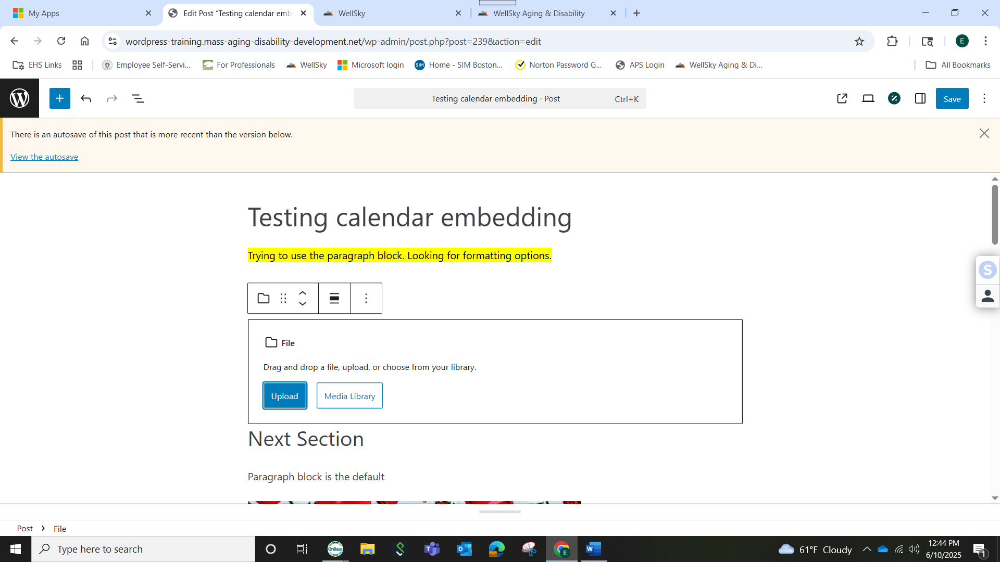 My Apps
Edit Post “Testing calendar emb
WellSky
WellSky Aging & Disability
wordpress-training.mass-aging-disability-development.net/wp-admin/post.php?post=239&action=edit
E
EHS Links
Employee Self-Servi...
For Professionals
WellSky
Microsoft login
SIM
Home - SIM Boston...
Norton Password G...
APS Login
WellSky Aging & Di...
All Bookmarks
Testing calendar embedding · Post
Ctrl+K
Save
There is an autosave of this post that is more recent than the version below.
View the autosave
Testing calendar embedding
Trying to use the paragraph block. Looking for formatting options.
S
File
Drag and drop a file, upload, or choose from your library.
Upload
Media Library
Next Section
Paragraph block is the default
Post
File
Type here to search
OnBase
61°F Cloudy
12:44 PM
6/10/2025
1